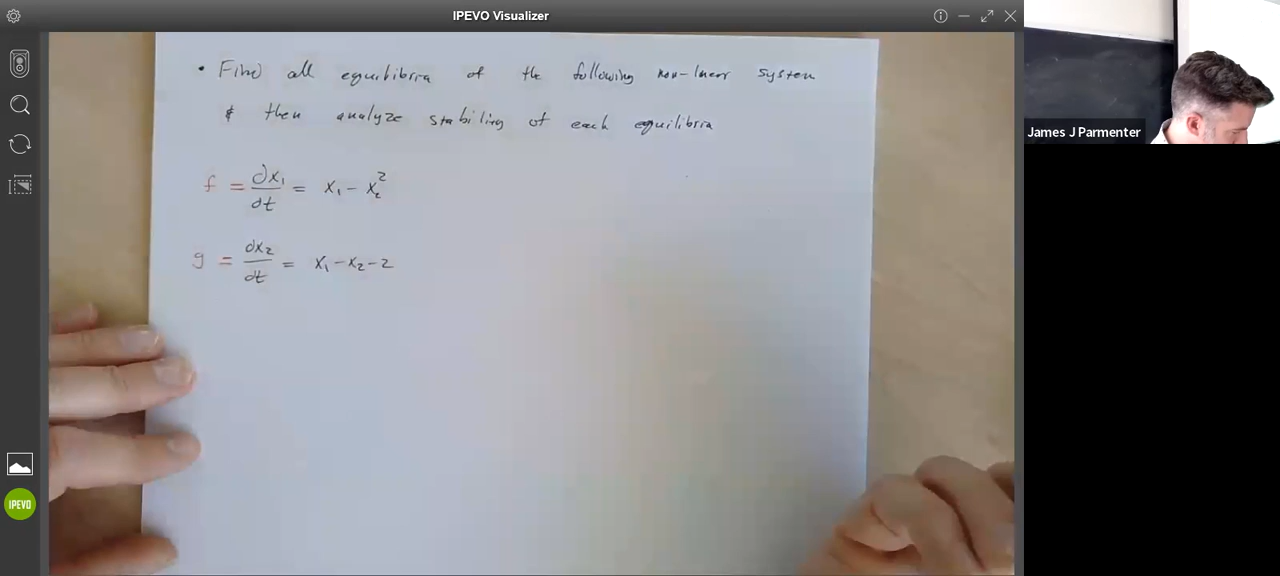 IPEVO Visualizer
• Find all equilibria of the following non-linear system
& then analyze stability of each equilibria
f = dx₁/dt = x₁ - x₂²
g = dx₂/dt = x₁ - x₂ - 2
James J Parmenter
IPEVO